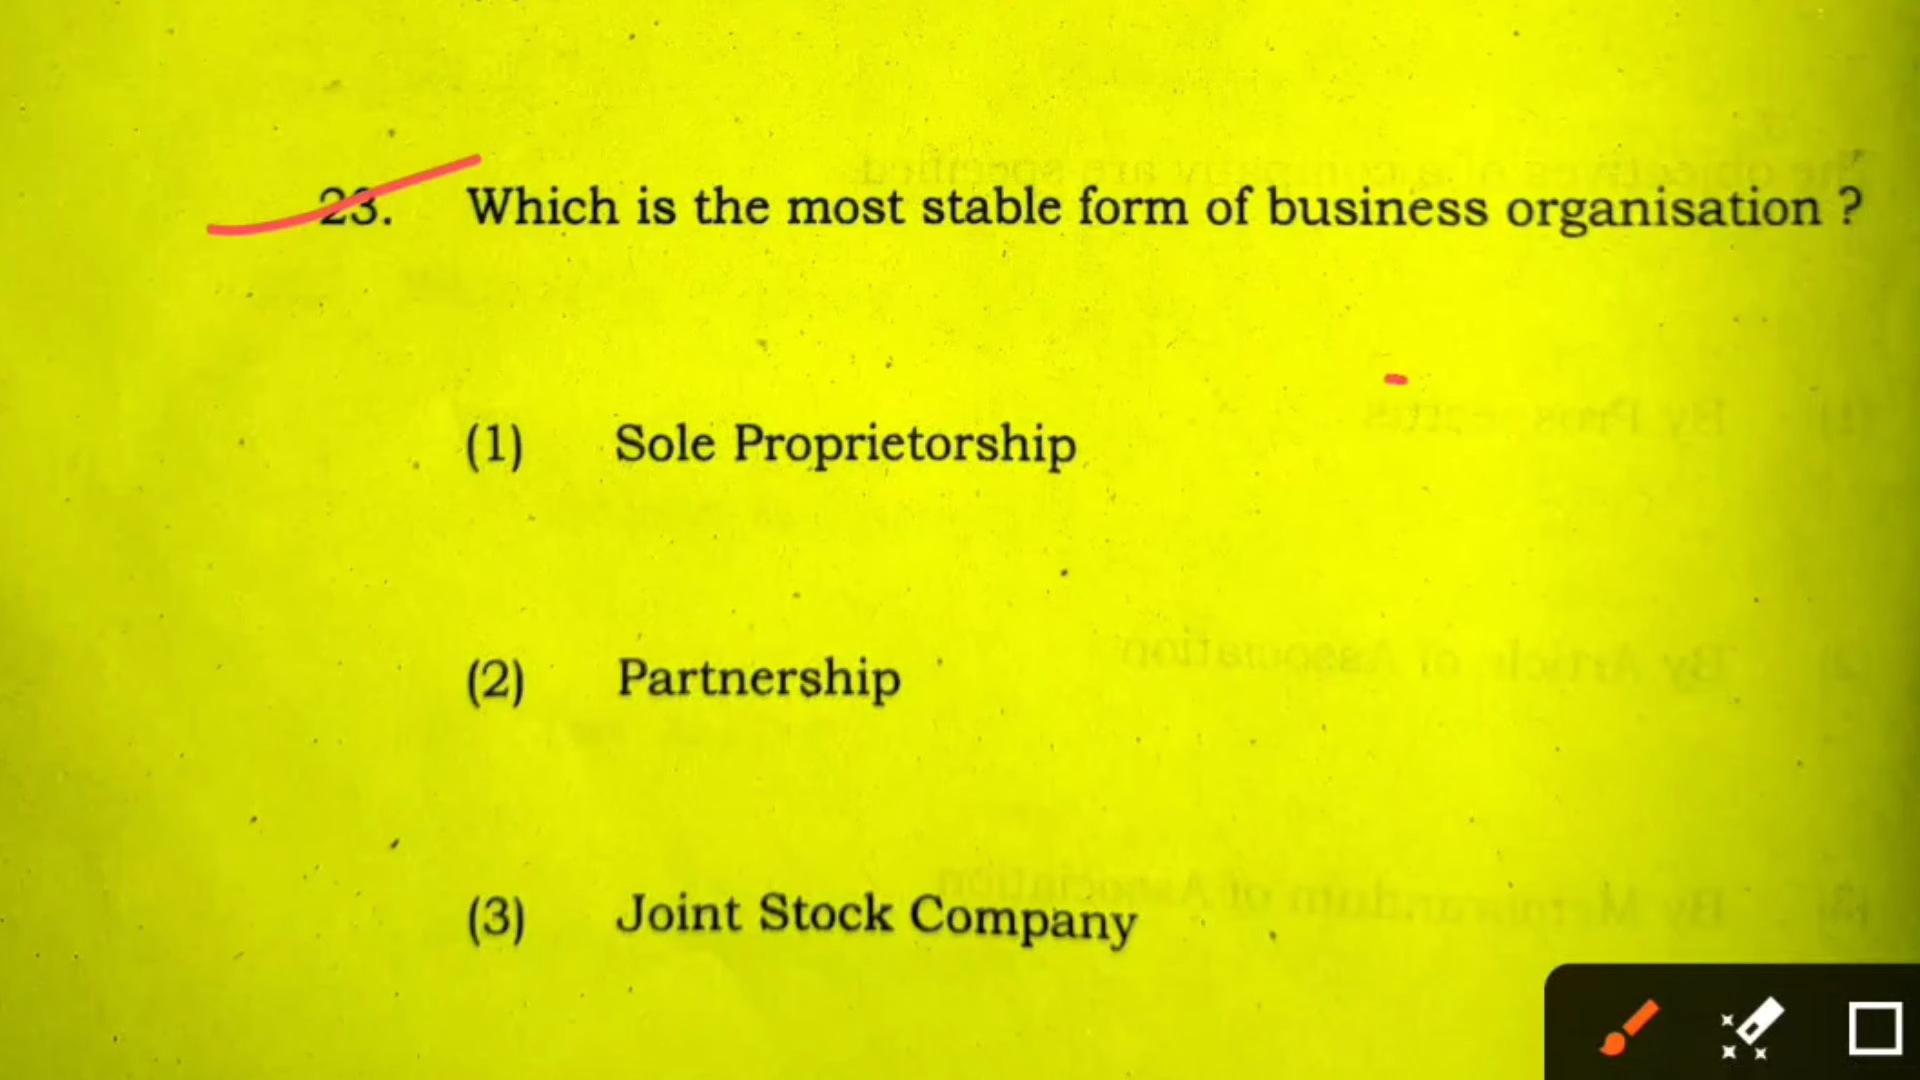 23. Which is the most stable form of business organisation ?
(1) Sole Proprietorship
(2) Partnership
(3) Joint Stock Company